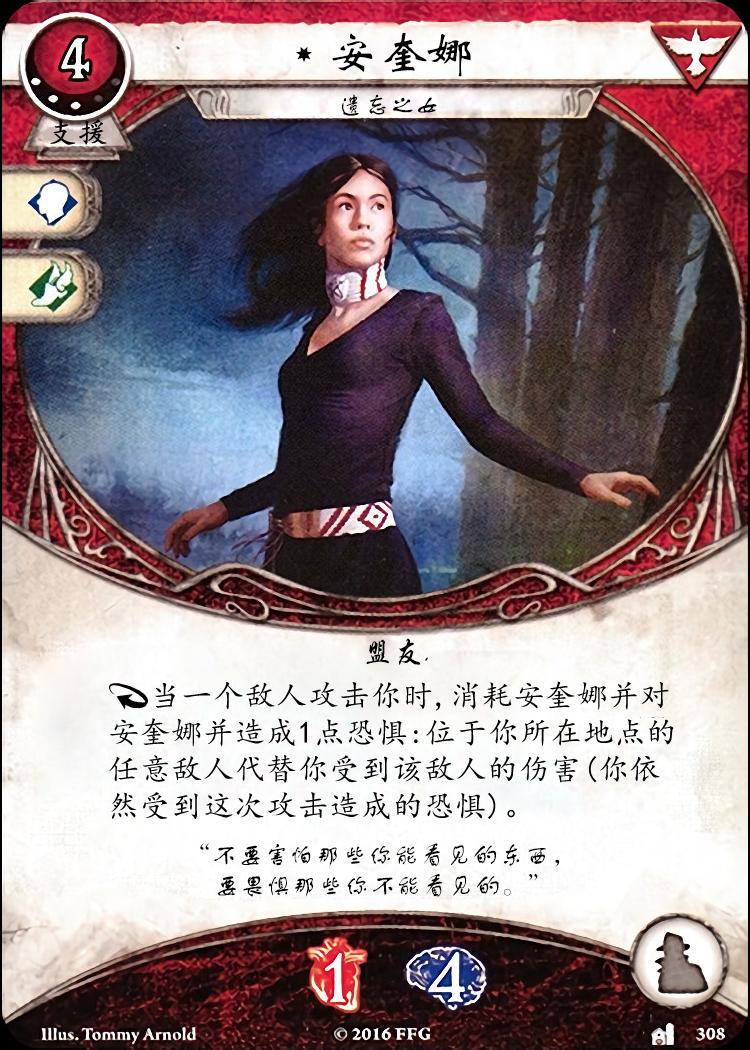 4
安奎娜
遗忘之女
支援
盟友.
当一个敌人攻击你时，消耗安奎娜并对
安奎娜并造成1点恐惧：位于你所在地点的
任意敌人代替你受到该敌人的伤害（你依
然受到这次攻击造成的恐惧）。
“不要害怕那些你能看见的东西，
要畏惧那些你不能看见的。”
1 4
Illus. Tommy Arnold © 2016 FFG 308